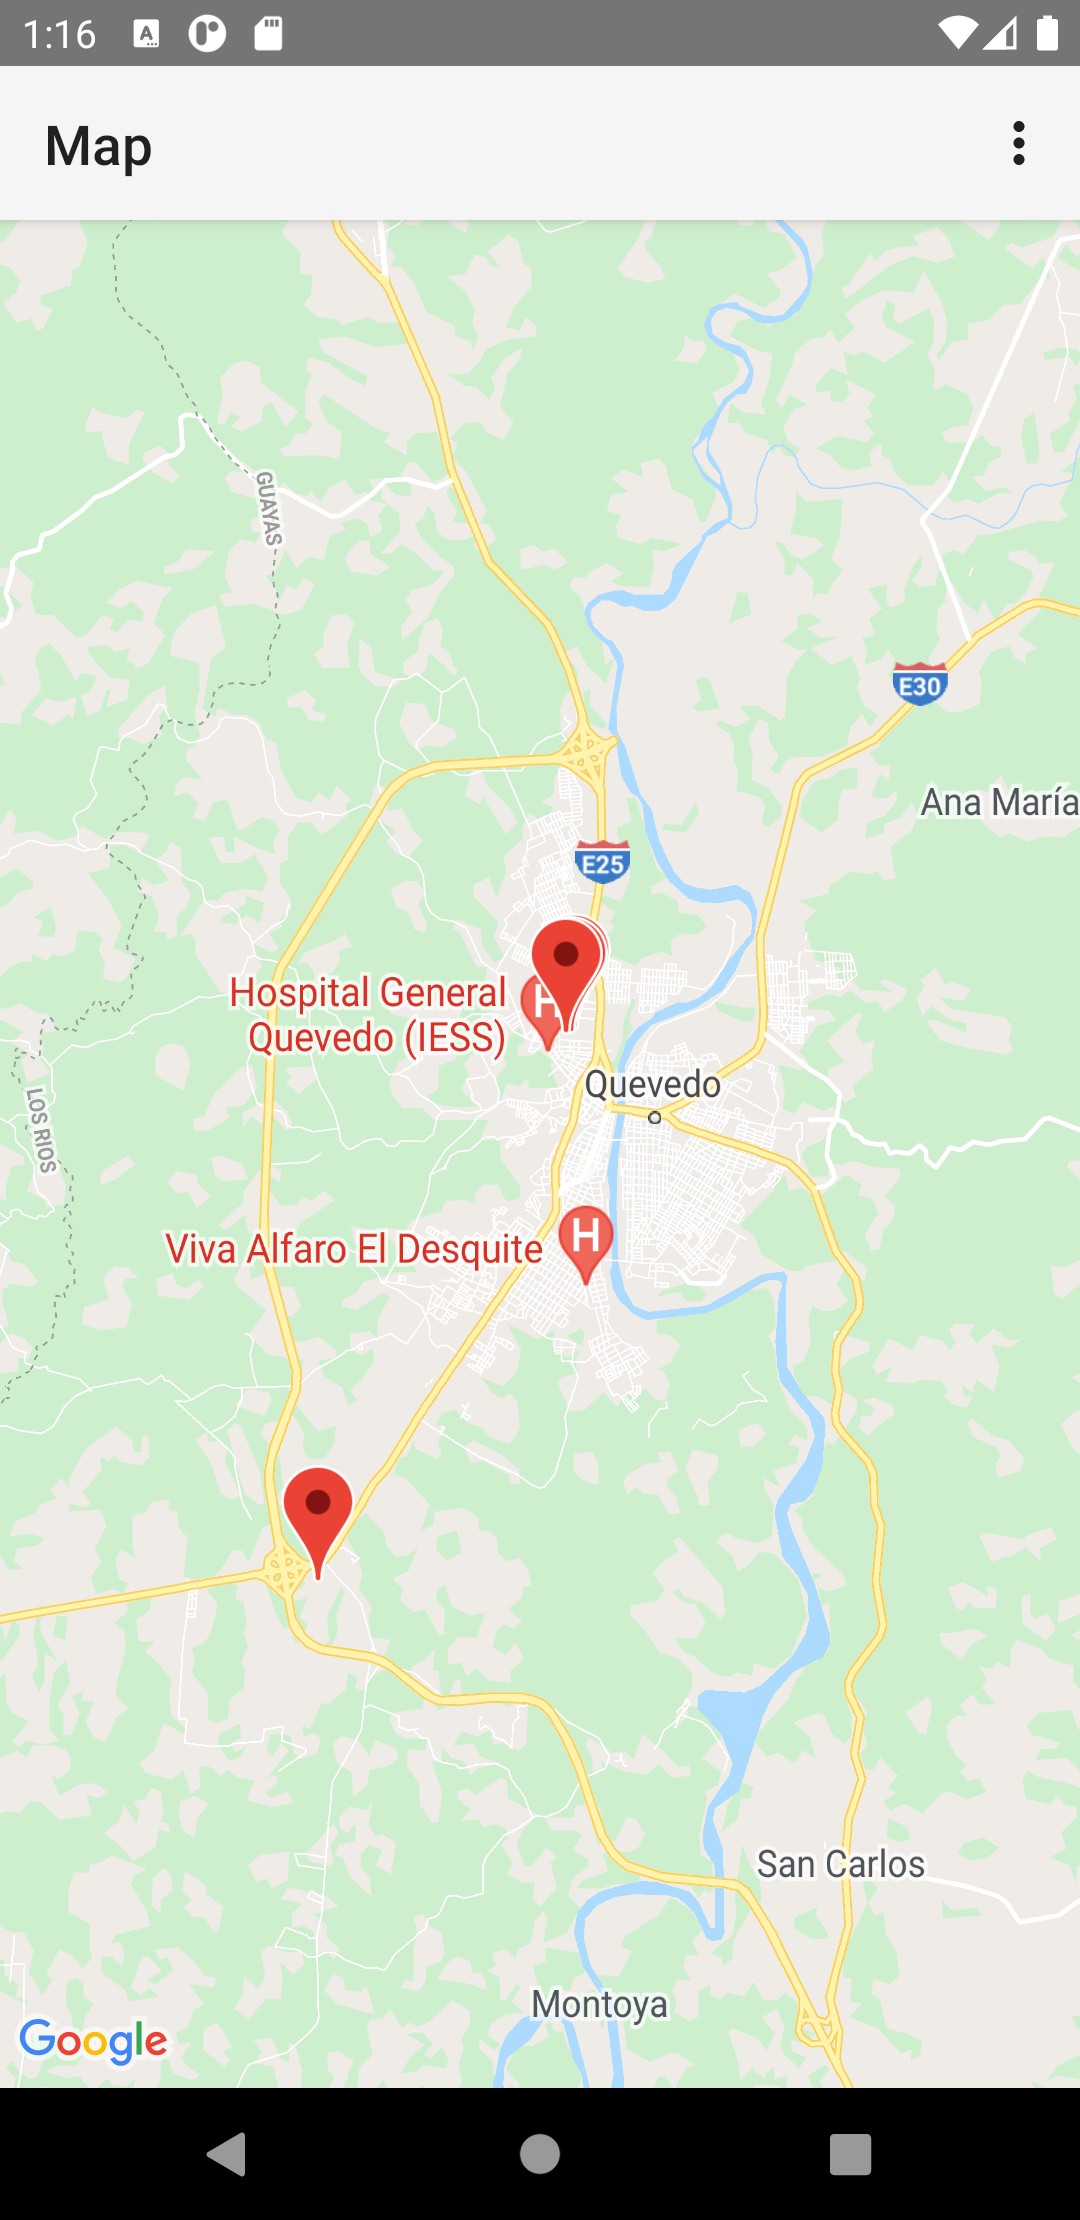 1:16
A
Map
GUAYAS
E30
Ana María
E25
Hospital General
Quevedo (IESS)
H
Quevedo
LOS RIOS
Viva Alfaro El Desquite
H
San Carlos
Montoya
Google